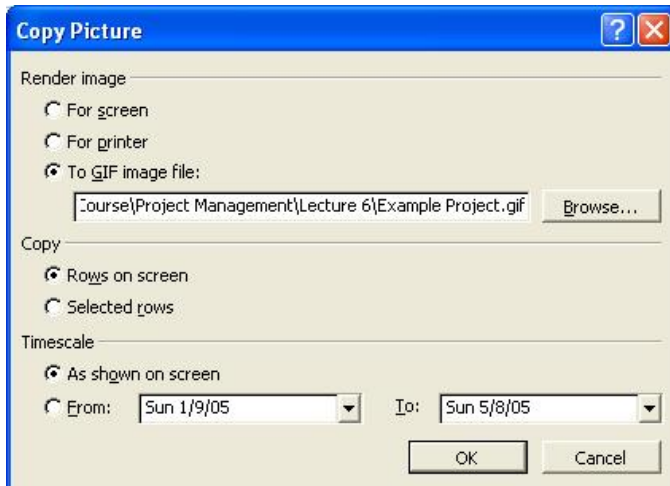 Copy Picture
Render image
For screen
For printer
To GIF image file:
Course\Project Management\Lecture 6\Example Project.gif
Browse...
Copy
Rows on screen
Selected rows
Timescale
As shown on screen
From: Sun 1/9/05 To: Sun 5/8/05
OK Cancel